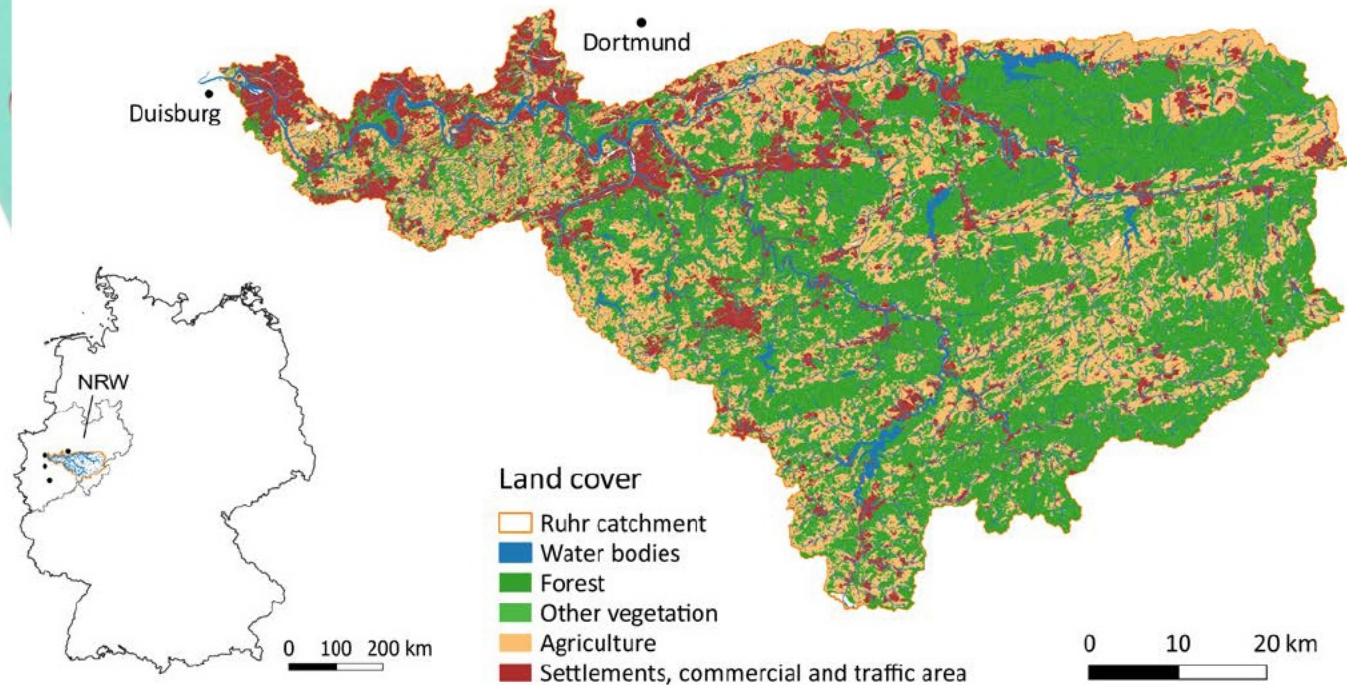 Dortmund
Duisburg
NRW
Land cover
Ruhr catchment
Water bodies
Forest
Other vegetation
Agriculture
Settlements, commercial and traffic area
0 100 200 km
0 10 20 km